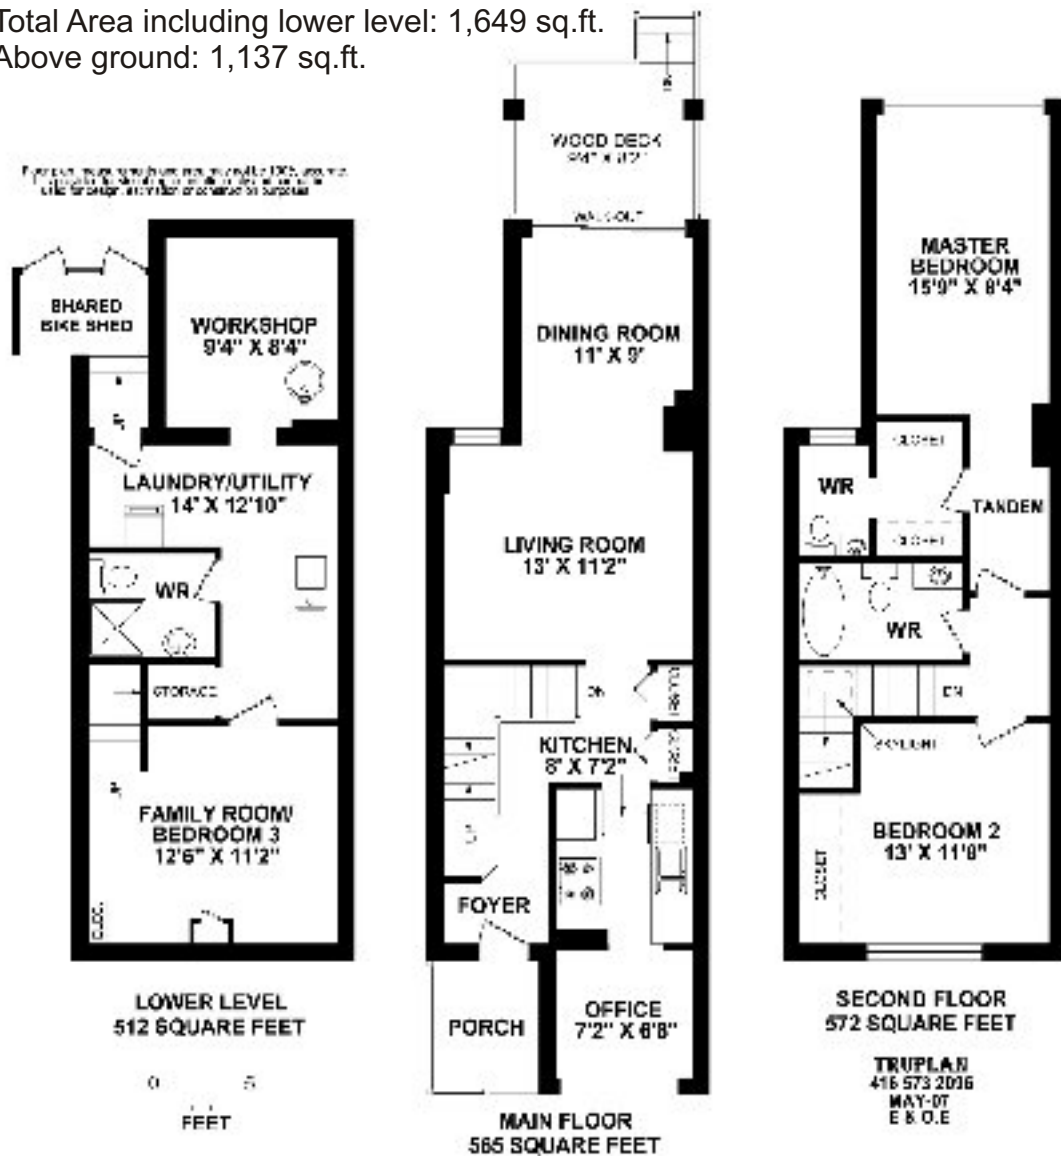 Total Area including lower level: 1,649 sq.ft.
Above ground: 1,137 sq.ft.
WOOD DECK
WALK-OUT
SHARED
BIKE SHED
WORKSHOP
9'4" X 8'4"
LAUNDRY/UTILITY
14' X 12'10"
WR
STORAGE
FAMILY ROOM/
BEDROOM 3
12'6" X 11'2"
LOWER LEVEL
512 SQUARE FEET
0 5
FEET
DINING ROOM
11' X 9'
LIVING ROOM
13' X 11'2"
DN
KITCHEN
8' X 7'2"
FOYER
PORCH
OFFICE
7'2" X 6'8"
MAIN FLOOR
565 SQUARE FEET
MASTER
BEDROOM
15'9" X 8'4"
CLOSET
WR
TANDEM
CLOSET
WR
DN
SKYLIGHT
BEDROOM 2
13' X 11'8"
CLOSET
SECOND FLOOR
572 SQUARE FEET
TRUPLAN
416 573 2036
MAY-07
E & O.E